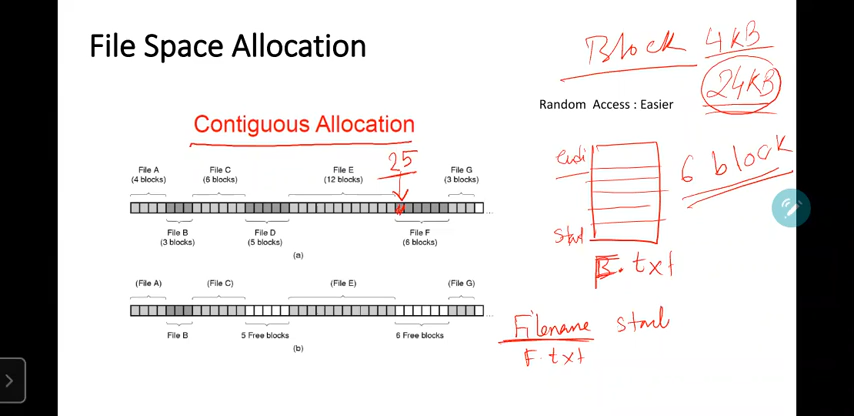 File Space Allocation
Block 4KB
24KB
Random Access : Easier
Contiguous Allocation
25
File A
(4 blocks)
File C
(6 blocks)
File E
(12 blocks)
File G
(3 blocks)
File B
(3 blocks)
File D
(5 blocks)
File F
(6 blocks)
...
(a)
(File A)
(File C)
(File E)
(File G)
File B
5 Free blocks
6 Free blocks
...
(b)
6 block
start
.txt
Filename start
F.txt